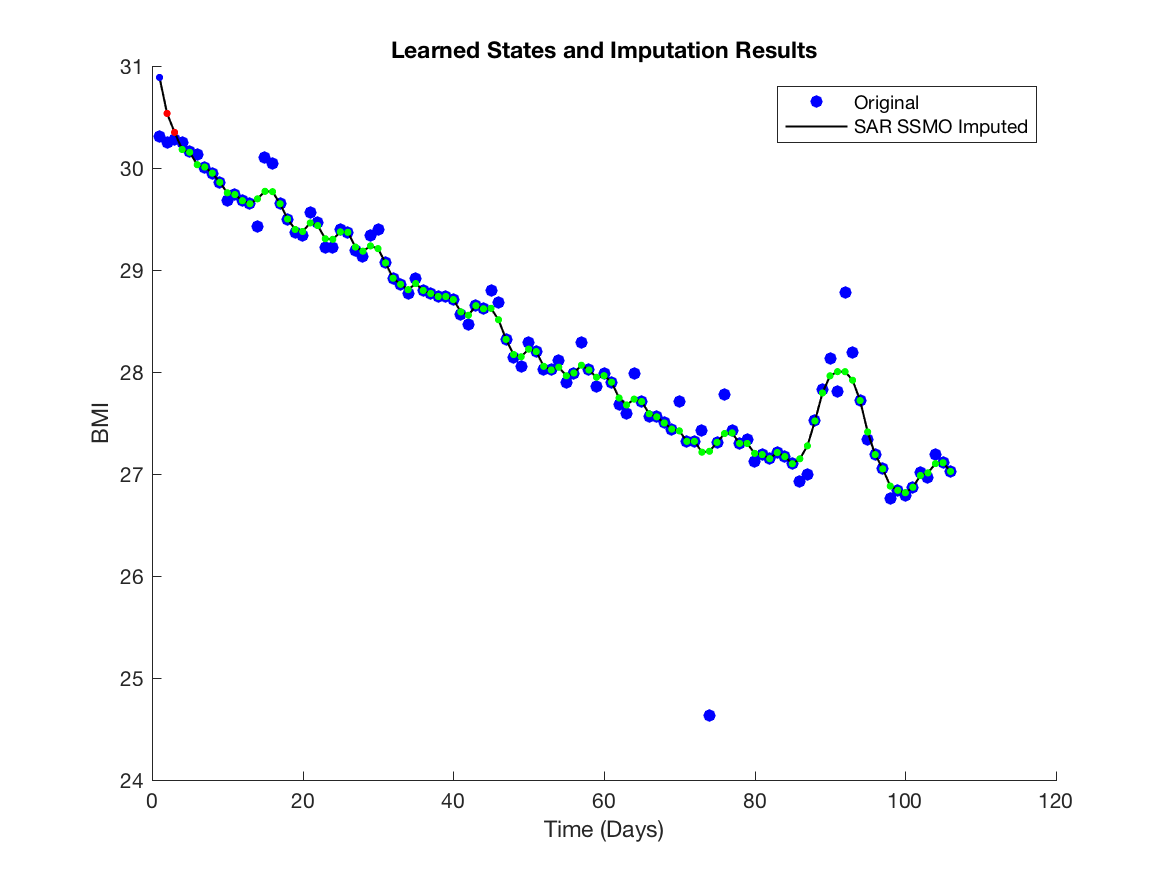 Learned States and Imputation Results
Original
SAR SSMO Imputed
31
30
29
28
27
26
25
24
BMI
0 20 40 60 80 100 120
Time (Days)